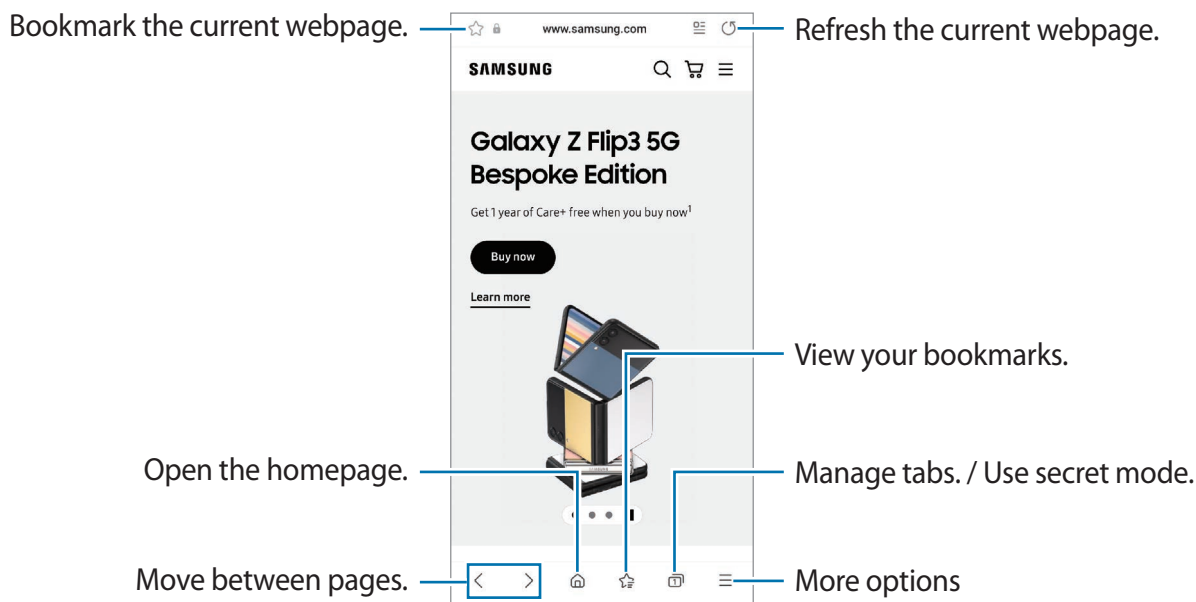 Bookmark the current webpage.
www.samsung.com
Refresh the current webpage.
SAMSUNG
Galaxy Z Flip3 5G
Bespoke Edition
Get 1 year of Care+ free when you buy now1
Buy now
Learn more
View your bookmarks.
Open the homepage.
Manage tabs. / Use secret mode.
Move between pages.
1
More options